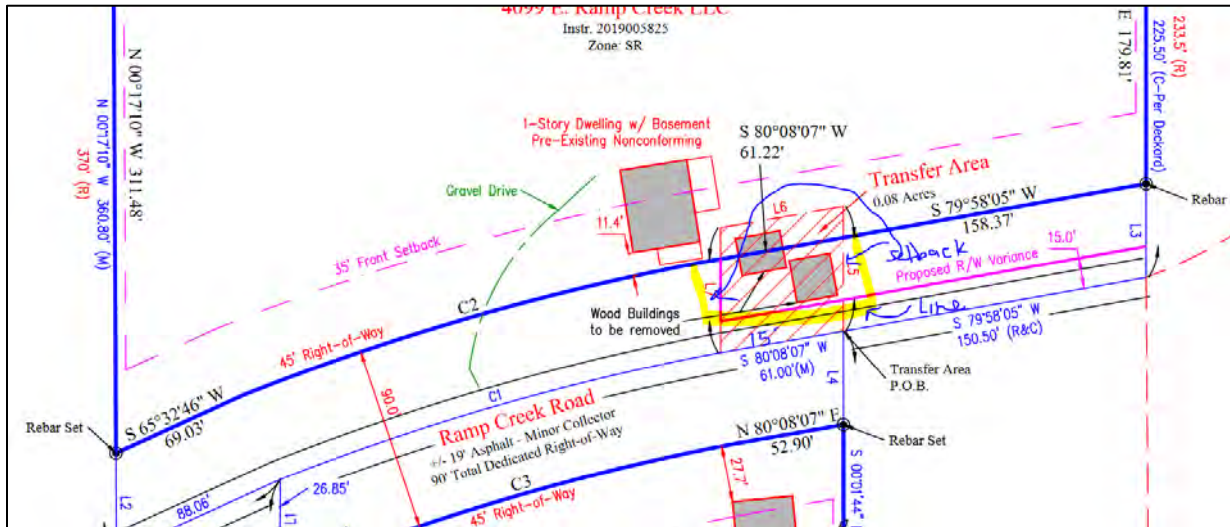 4099 E. Ramp Creek LLC
Instr. 2019005825
Zone: SR
N 00°17'10" W 311.48'
N 00°17'10" W 360.80' (M)
370' (R)
E 179.81'
233.5' (R)
225.50' (C-Per Deckard)
1-Story Dwelling w/ Basement
Pre-Existing Nonconforming
S 80°08'07" W
61.22'
Transfer Area
0.08 Acres
Gravel Drive
L6
S 79°58'05" W
158.37'
Rebar
11.4'
35' Front Setback
L5
setback
15.0'
L3
Proposed R/W Variance
C2
Wood Buildings
to be removed
Line
45' Right-of-Way
15
S 80°08'07" W
61.00'(M)
S 79°58'05" W
150.50' (R&C)
Transfer Area
P.O.B.
L4
90.0'
C1
S 65°32'46" W
69.03'
Rebar Set
Ramp Creek Road
+/- 19' Asphalt - Minor Collector
90' Total Dedicated Right-of-Way
N 80°08'07" E
52.90'
Rebar Set
27.7'
S 00°01'44"
C3
45' Right-of-Way
26.85'
88.06'
L2
L7